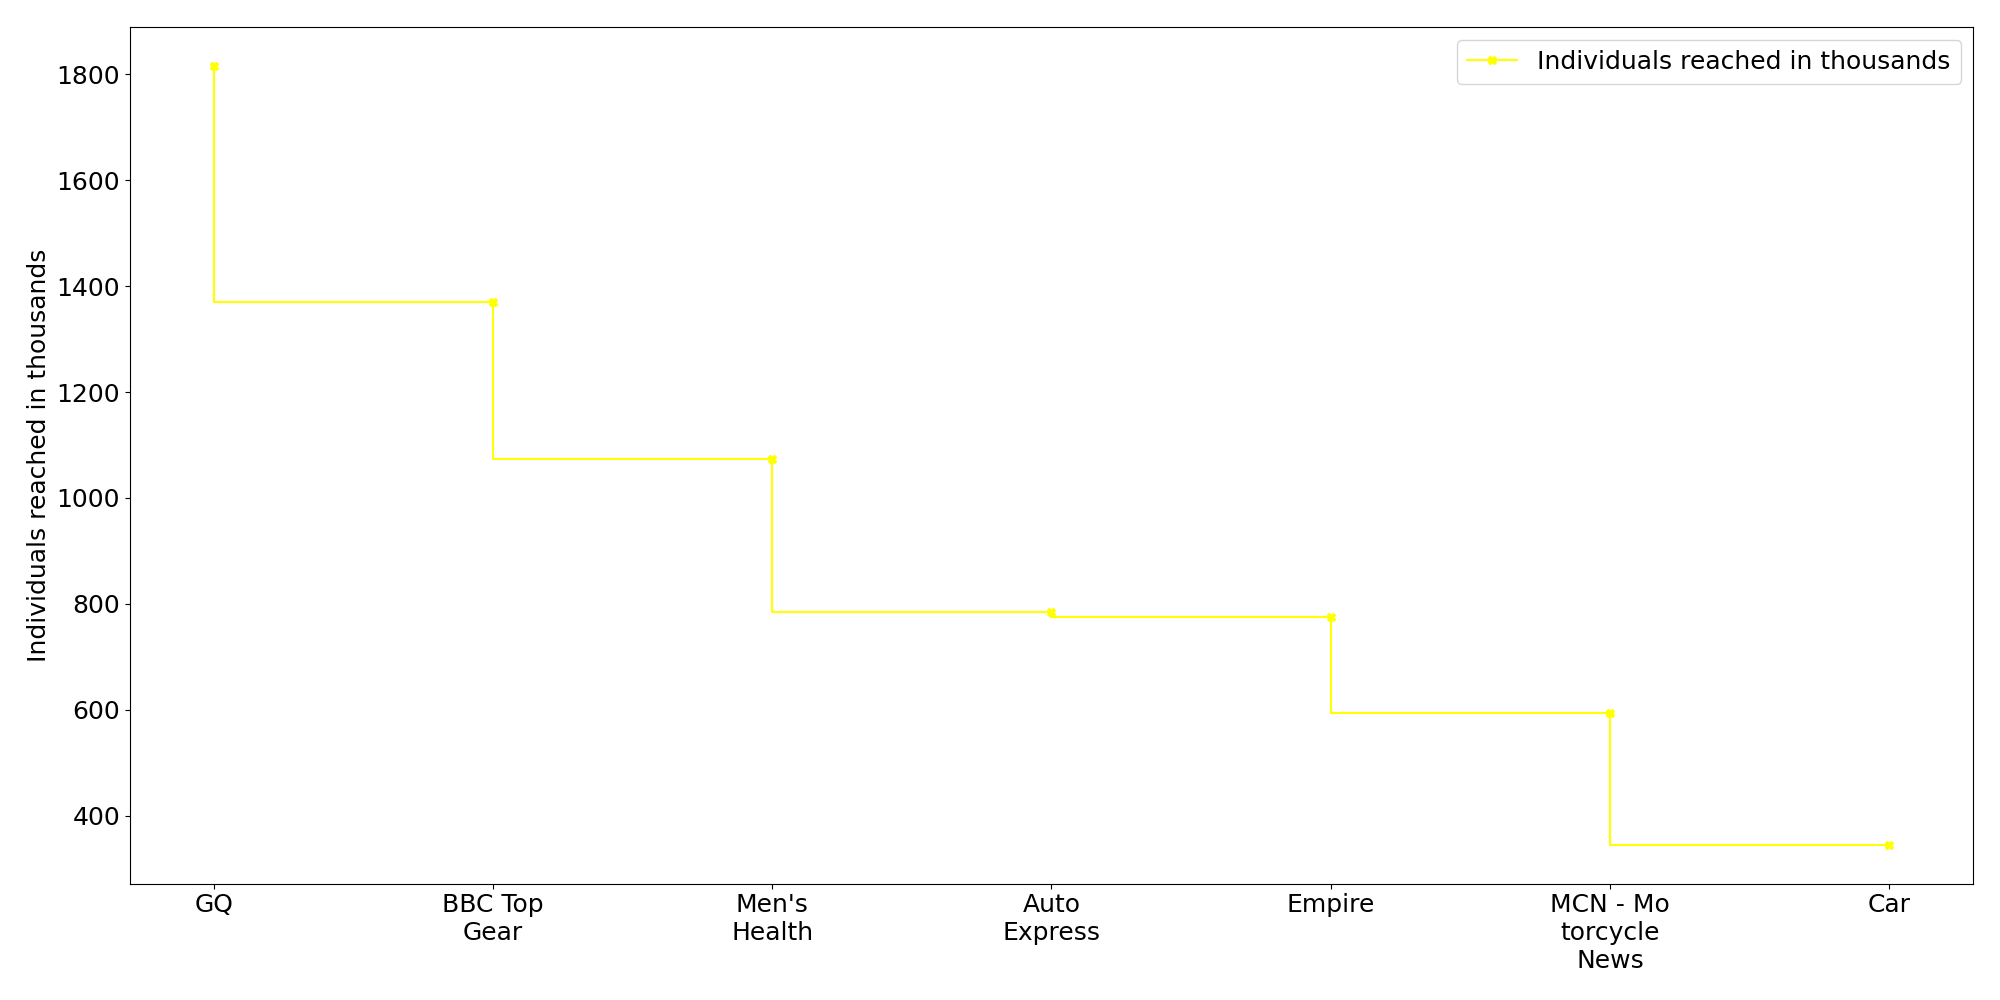 Individuals reached in thousands
Individuals reached in thousands
1800
1600
1400
1200
1000
800
600
400
GQ
BBC Top
Gear
Men's
Health
Auto
Express
Empire
MCN - Mo
torcycle
News
Car